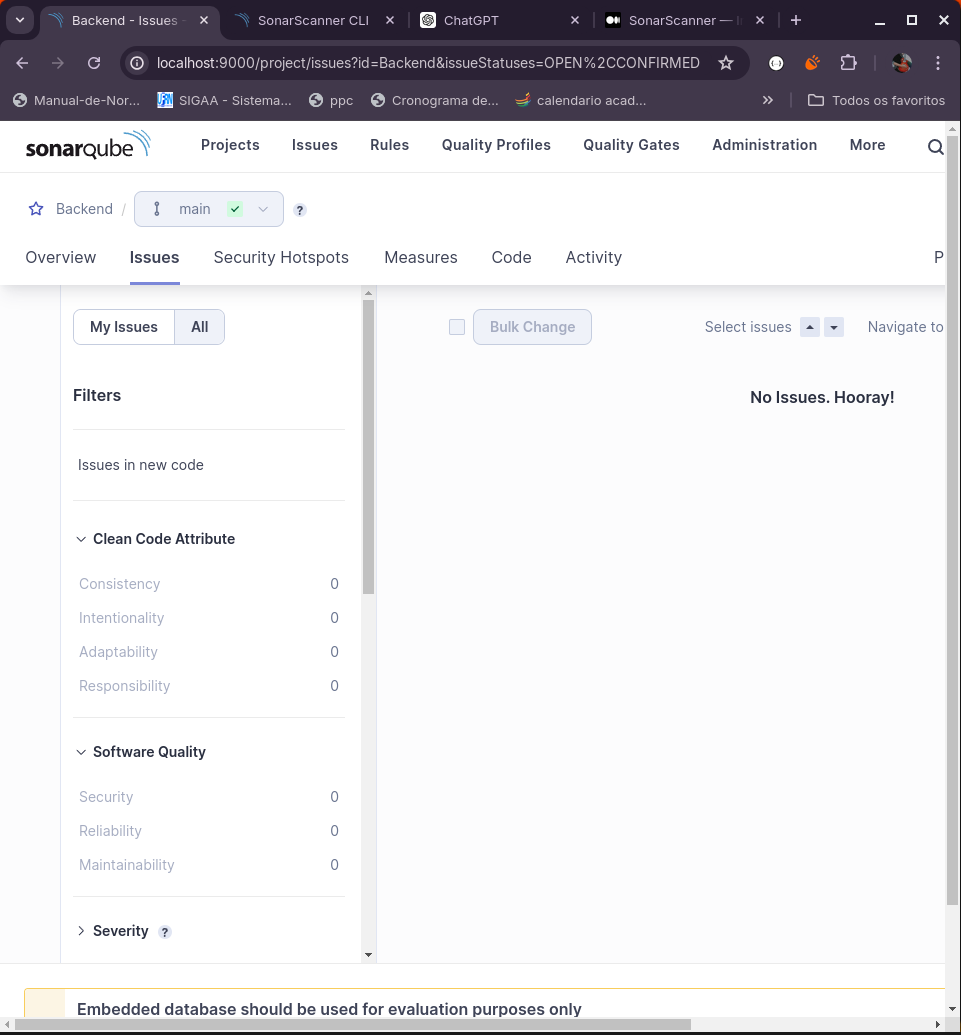 Backend - Issues -
SonarScanner CLI
ChatGPT
SonarScanner —
localhost:9000/project/issues?id=Backend&issueStatuses=OPEN%2CCONFIRMED
Manual-de-Nor...
SIGAA - Sistema...
ppc
Cronograma de...
calendario acad...
Todos os favoritos
sonarqube
Projects
Issues
Rules
Quality Profiles
Quality Gates
Administration
More
Backend / main ?
Overview
Issues
Security Hotspots
Measures
Code
Activity
P
My Issues
All
Bulk Change
Select issues
Navigate to
Filters
No Issues. Hooray!
Issues in new code
Clean Code Attribute
Consistency 0
Intentionality 0
Adaptability 0
Responsibility 0
Software Quality
Security 0
Reliability 0
Maintainability 0
Severity ?
Embedded database should be used for evaluation purposes only